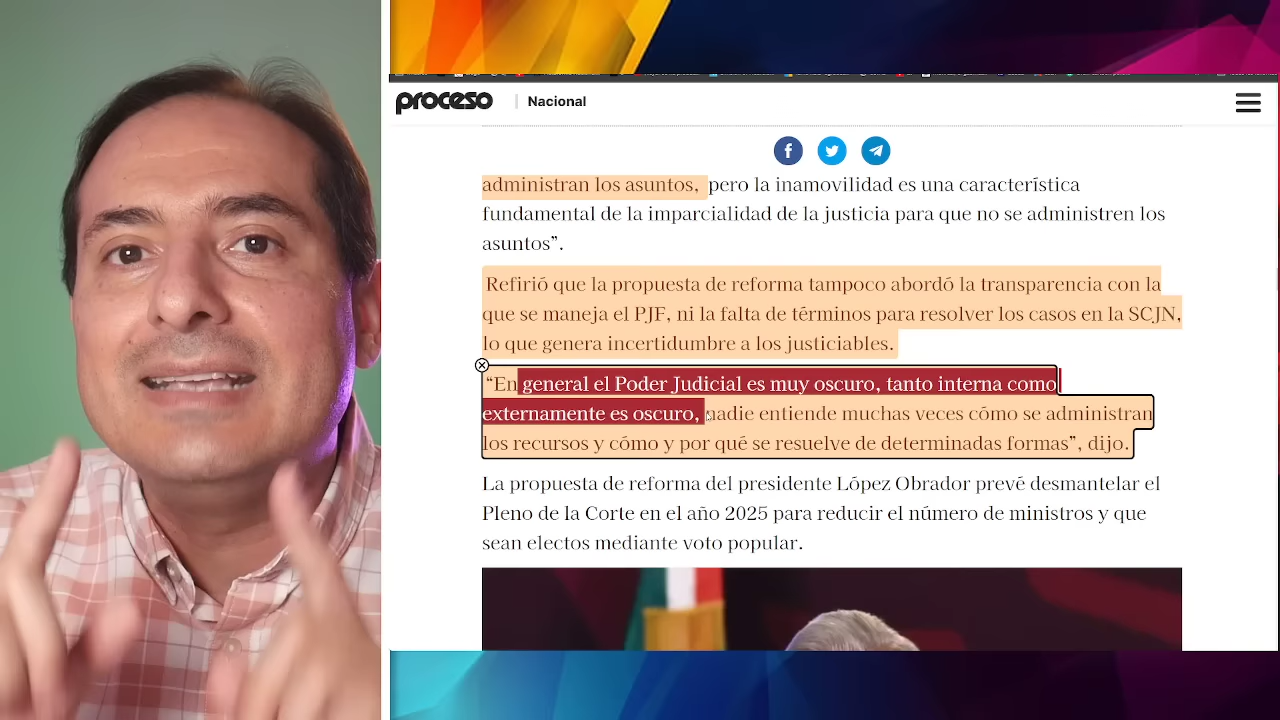 proceso | Nacional
administran los asuntos, pero la inamovilidad es una característica
fundamental de la imparcialidad de la justicia para que no se administren los
asuntos”.
Refirió que la propuesta de reforma tampoco abordó la transparencia con la
que se maneja el PJF, ni la falta de términos para resolver los casos en la SCJN,
lo que genera incertidumbre a los justiciables.
“En general el Poder Judicial es muy oscuro, tanto interna como
externamente es oscuro, nadie entiende muchas veces cómo se administran
los recursos y cómo y por qué se resuelve de determinadas formas”, dijo.
La propuesta de reforma del presidente López Obrador prevé desmantelar el
Pleno de la Corte en el año 2025 para reducir el número de ministros y que
sean electos mediante voto popular.